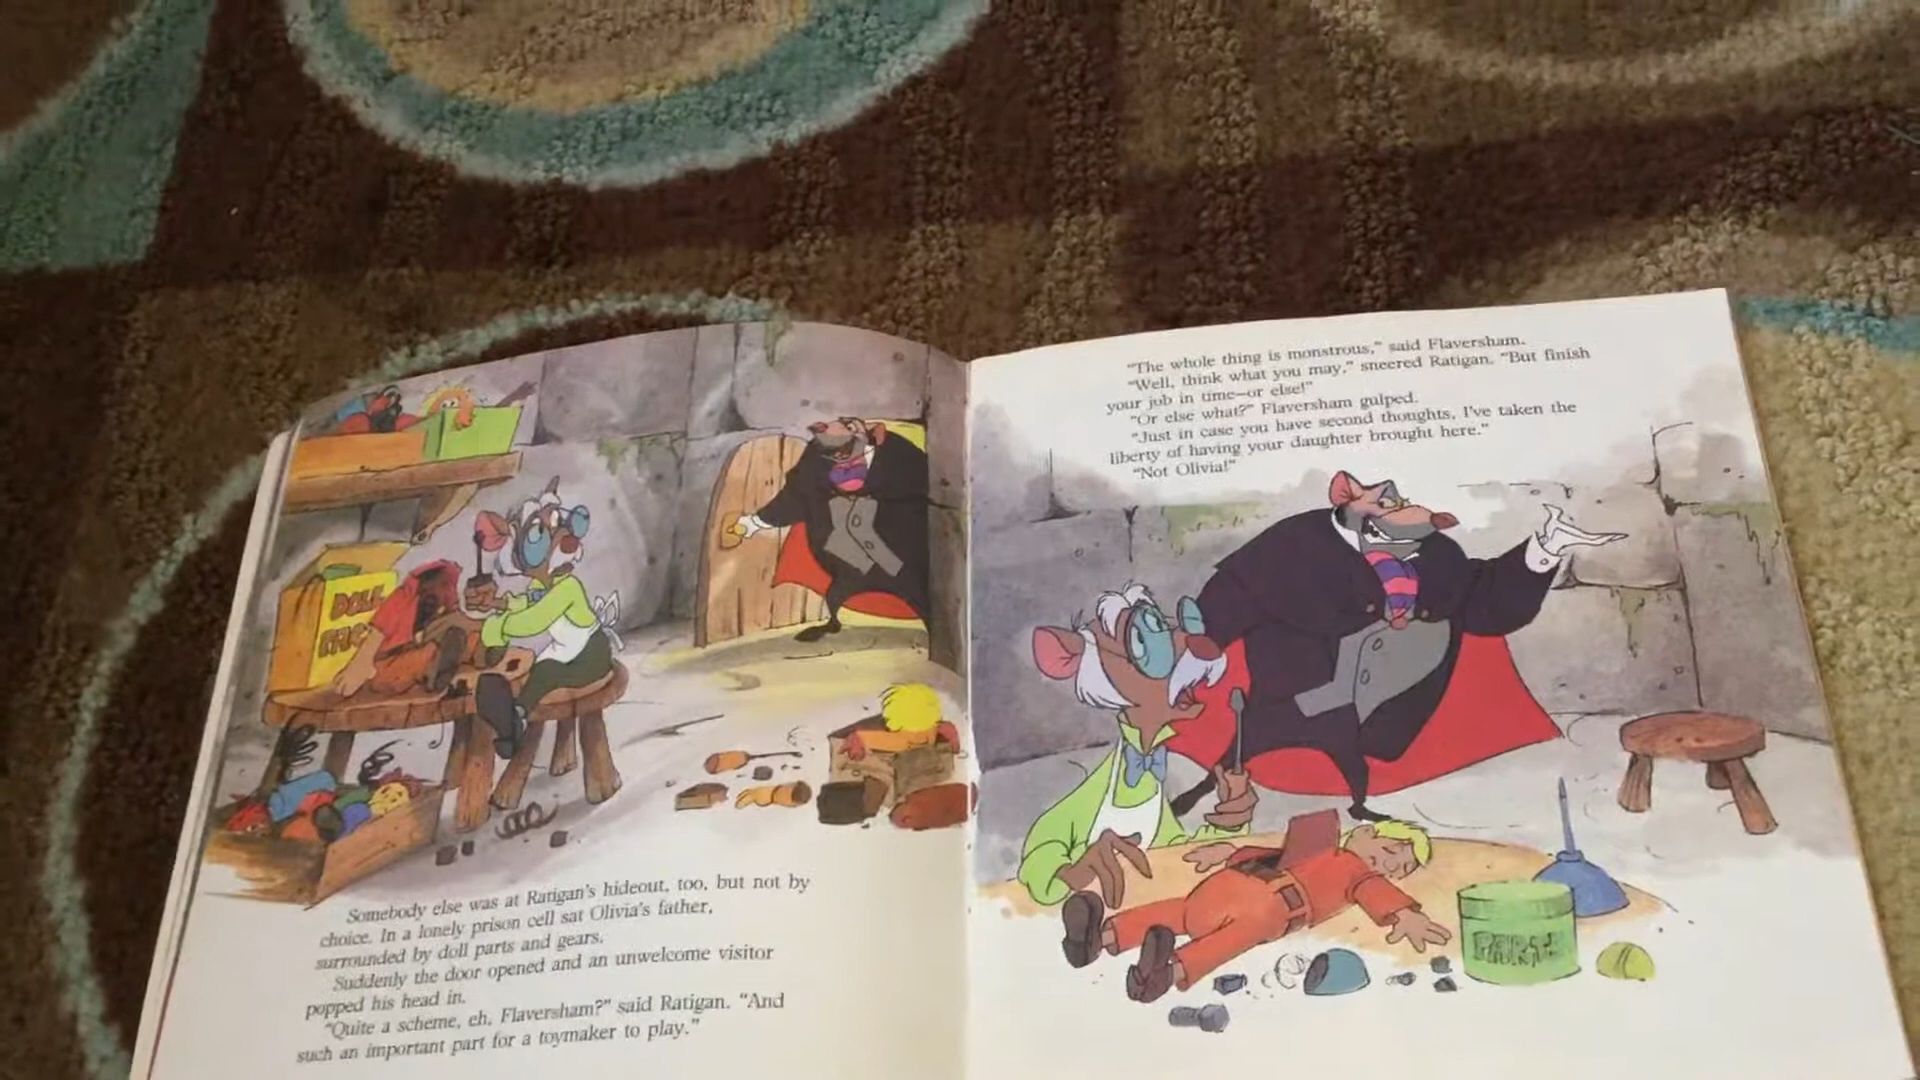 DOLL
Somebody else was at Ratigan's hideout, too, but not by
choice. In a lonely prison cell sat Olivia's father,
surrounded by doll parts and gears.
Suddenly the door opened and an unwelcome visitor
popped his head in.
"Quite a scheme, eh, Flaversham?" said Ratigan. "And
such an important part for a toymaker to play."
"The whole thing is monstrous," said Flaversham.
"Well, think what you may," sneered Ratigan. "But finish
your job in time—or else!"
"Or else what?" Flaversham gulped.
"Just in case you have second thoughts, I've taken the
liberty of having your daughter brought here."
"Not Olivia!"
PARTS